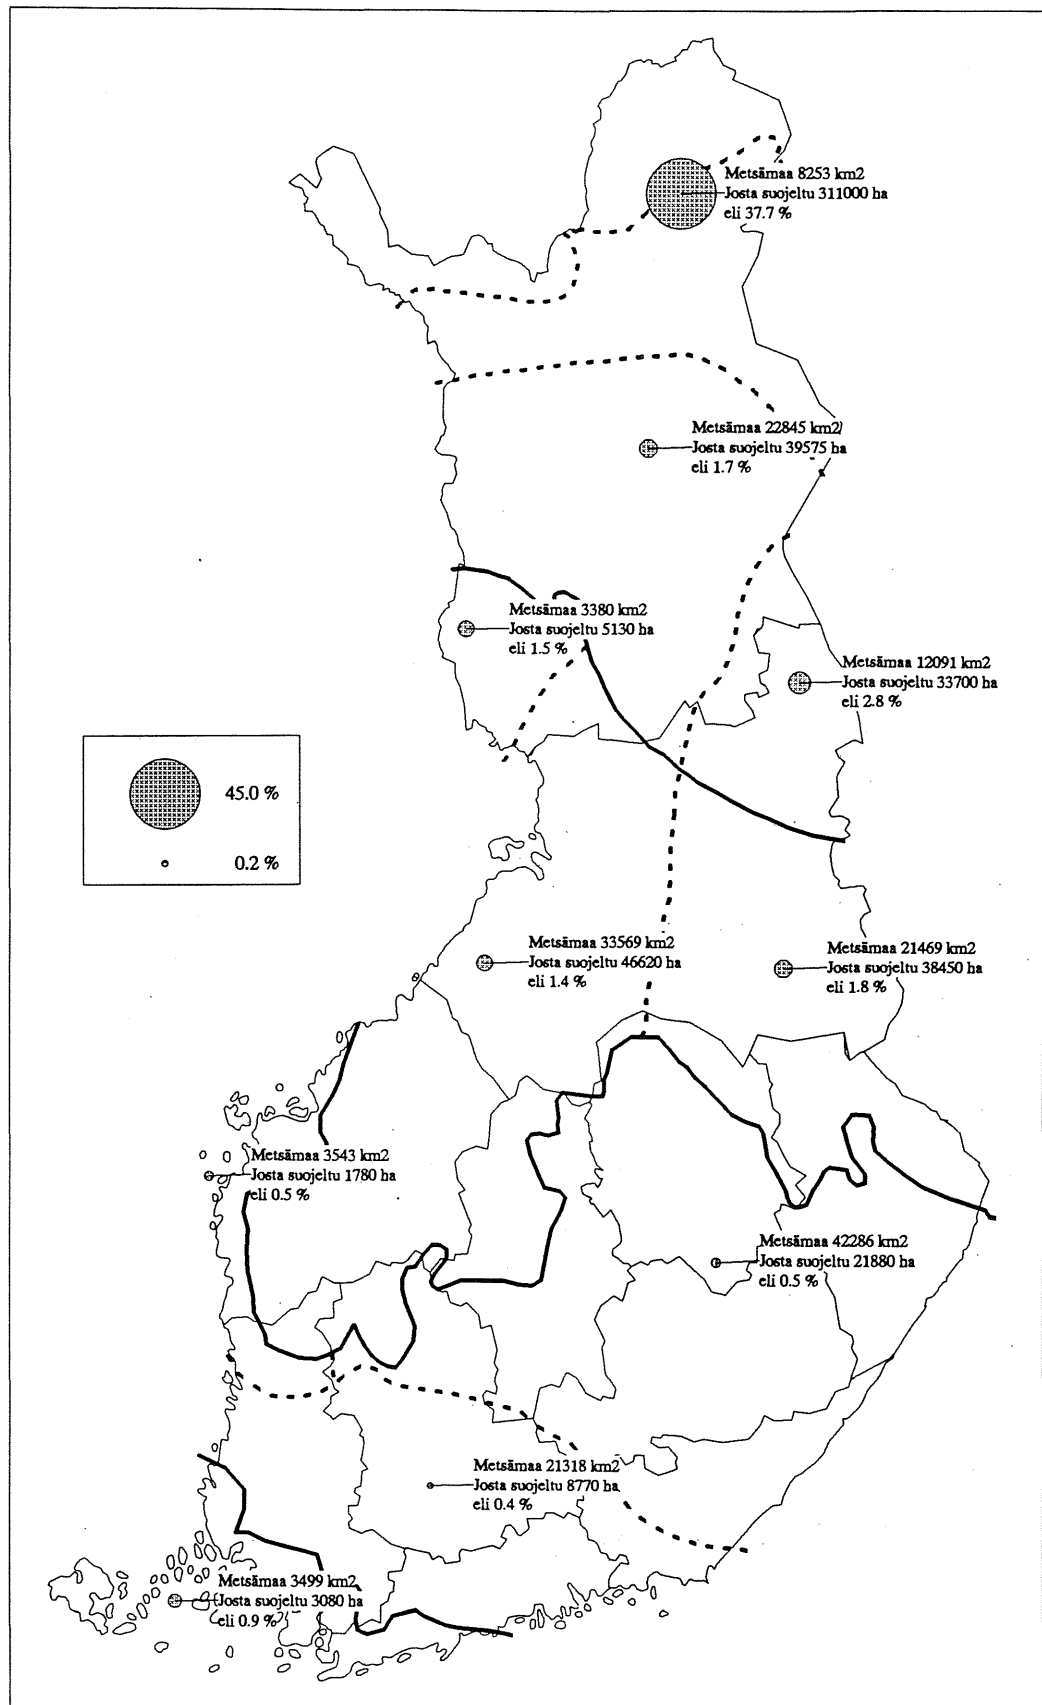 Metsämaa 8253 km2
Josta suojeltu 311000 ha
eli 37.7 %
Metsämaa 22845 km2
Josta suojeltu 39575 ha
eli 1.7 %
Metsämaa 3380 km2
Josta suojeltu 5130 ha
eli 1.5 %
Metsämaa 12091 km2
Josta suojeltu 33700 ha
eli 2.8 %
45.0 %
0.2 %
Metsämaa 33569 km2
Josta suojeltu 46620 ha
eli 1.4 %
Metsämaa 21469 km2
Josta suojeltu 38450 ha
eli 1.8 %
Metsämaa 3543 km2
Josta suojeltu 1780 ha
eli 0.5 %
Metsämaa 42286 km2
Josta suojeltu 21880 ha
eli 0.5 %
Metsämaa 21318 km2
Josta suojeltu 8770 ha
eli 0.4 %
Metsämaa 3499 km2
Josta suojeltu 3080 ha
eli 0.9 %